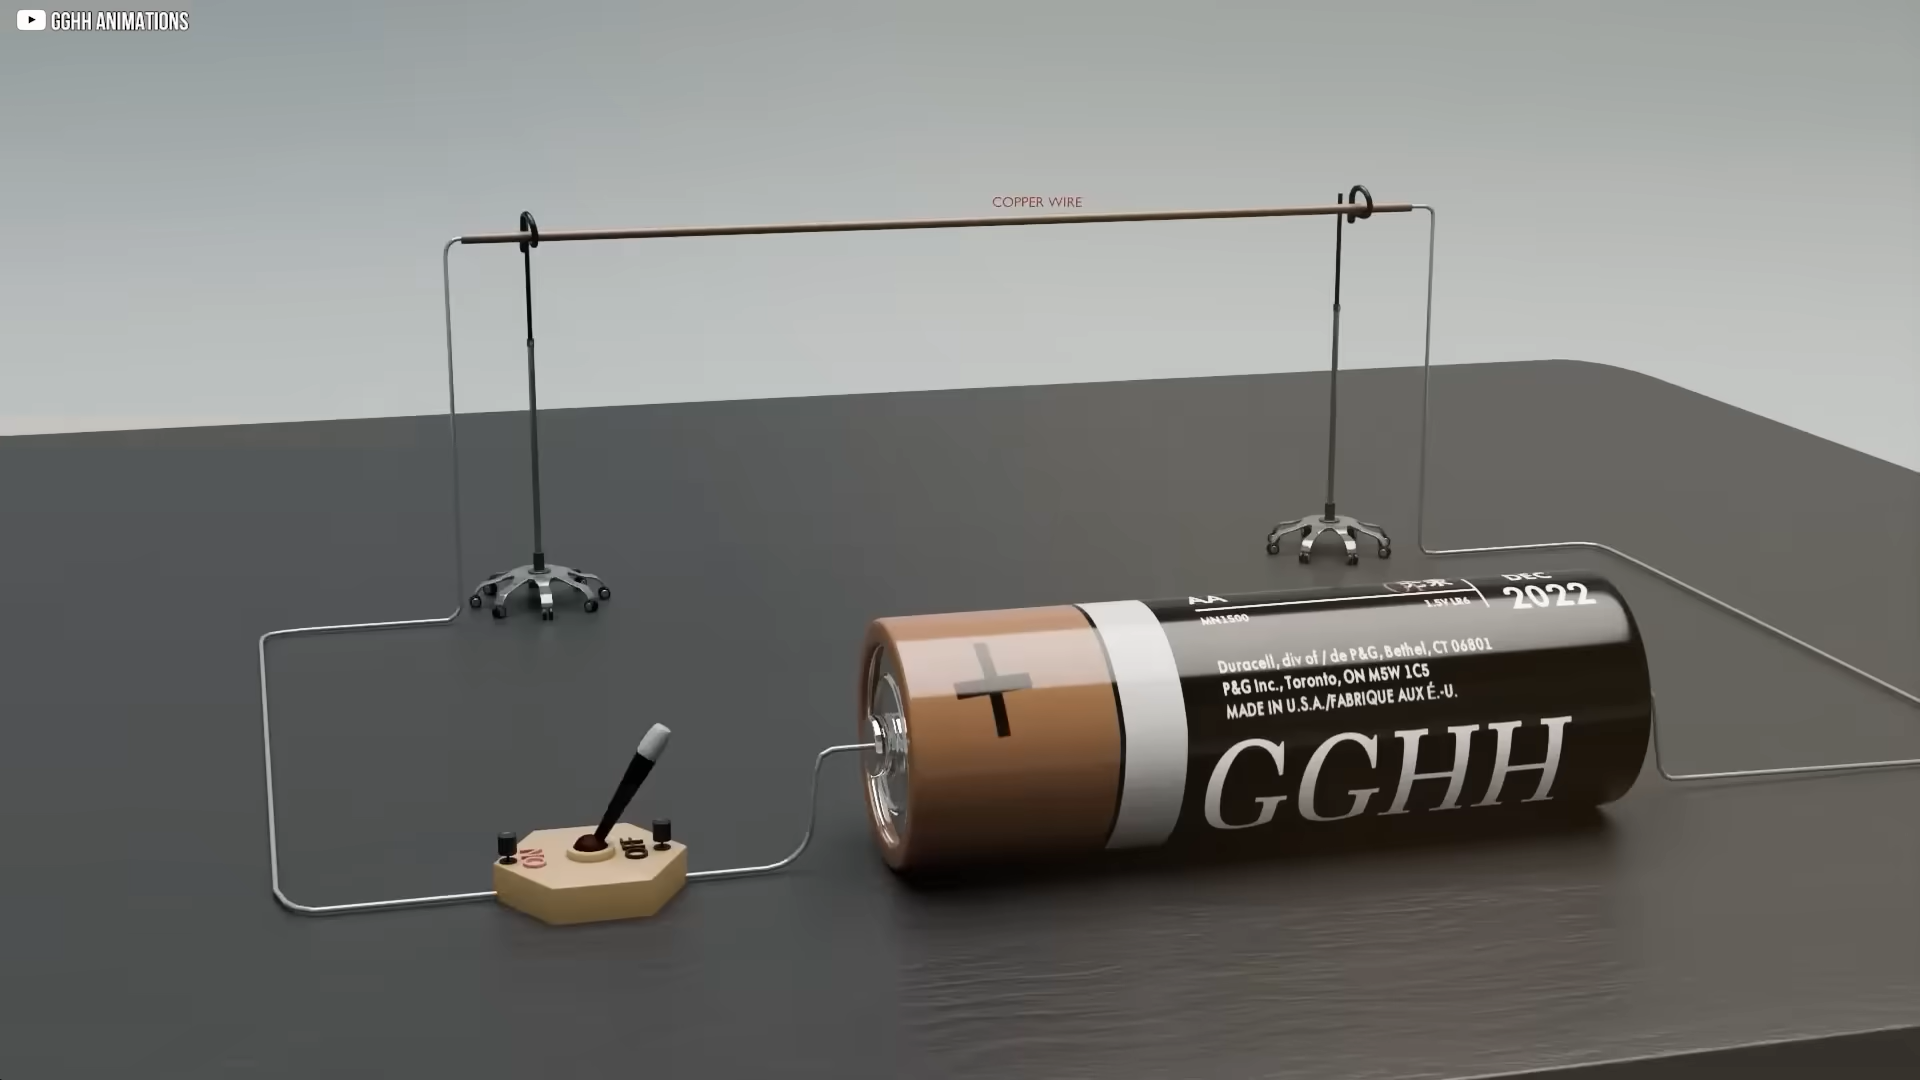 GGHH ANIMATIONS
COPPER WIRE
AA
MN1500
1.5V LR6
DEC
2022
Duracell, div of / de P&G, Bethel, CT 06801
P&G Inc., Toronto, ON M5W 1C5
MADE IN U.S.A./FABRIQUE AUX É.-U.
GGHH
+
ON
OFF